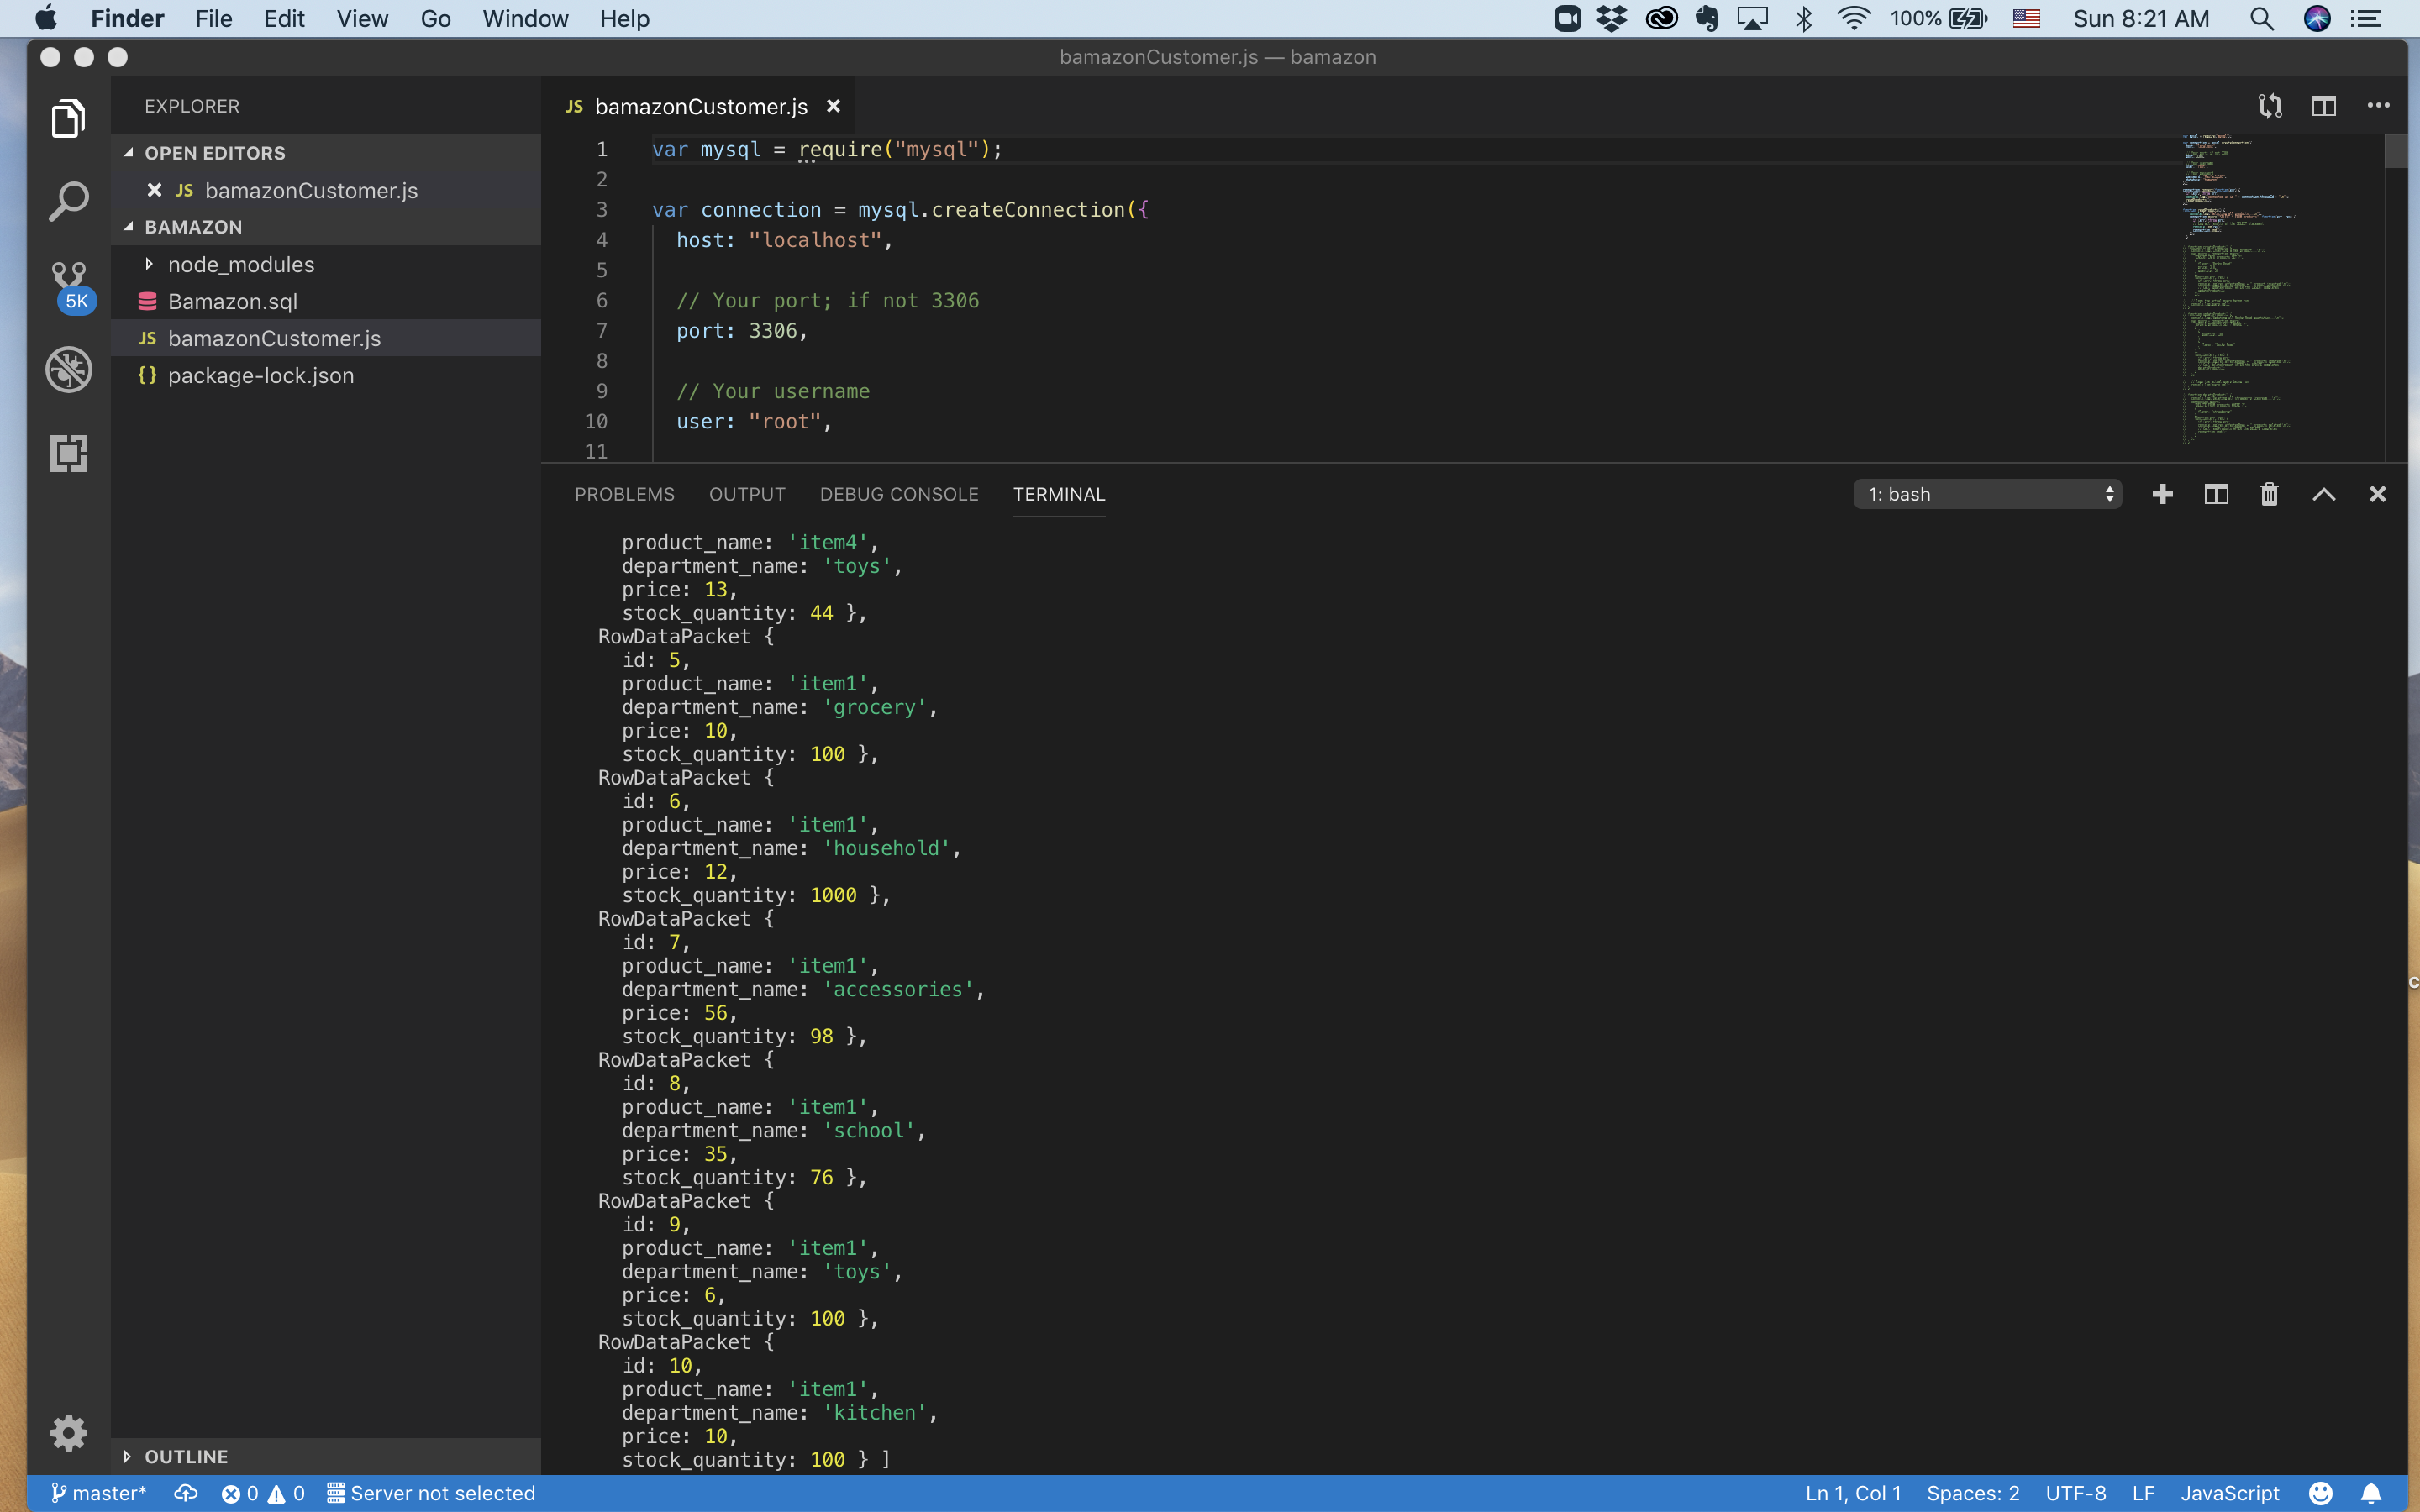 Finder File Edit View Go Window Help 100% Sun 8:21 AM
bamazonCustomer.js — bamazon
EXPLORER
OPEN EDITORS
JS bamazonCustomer.js
BAMAZON
node_modules
Bamazon.sql
JS bamazonCustomer.js
{} package-lock.json
5K
OUTLINE
JS bamazonCustomer.js
1 var mysql = require("mysql");
2
3 var connection = mysql.createConnection({
4 host: "localhost",
5
6 // Your port; if not 3306
7 port: 3306,
8
9 // Your username
10 user: "root",
11
PROBLEMS OUTPUT DEBUG CONSOLE TERMINAL 1: bash
product_name: 'item4',
department_name: 'toys',
price: 13,
stock_quantity: 44 },
RowDataPacket {
id: 5,
product_name: 'item1',
department_name: 'grocery',
price: 10,
stock_quantity: 100 },
RowDataPacket {
id: 6,
product_name: 'item1',
department_name: 'household',
price: 12,
stock_quantity: 1000 },
RowDataPacket {
id: 7,
product_name: 'item1',
department_name: 'accessories',
price: 56,
stock_quantity: 98 },
RowDataPacket {
id: 8,
product_name: 'item1',
department_name: 'school',
price: 35,
stock_quantity: 76 },
RowDataPacket {
id: 9,
product_name: 'item1',
department_name: 'toys',
price: 6,
stock_quantity: 100 },
RowDataPacket {
id: 10,
product_name: 'item1',
department_name: 'kitchen',
price: 10,
stock_quantity: 100 } ]
master* 0 0 Server not selected Ln 1, Col 1 Spaces: 2 UTF-8 LF JavaScript